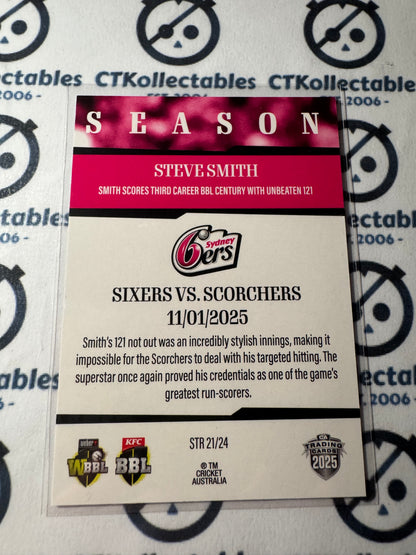 CTKollectables
CTKollectables
EST. 2006 -
- EST. 2006 -
SEASON
STEVE SMITH
SMITH SCORES THIRD CAREER BBL CENTURY WITH UNBEATEN 121
Sydney
6ers
SIXERS VS. SCORCHERS
11/01/2025
Smith's 121 not out was an incredibly stylish innings, making it
impossible for the Scorchers to deal with his targeted hitting. The
superstar once again proved his credentials as one of the game's
greatest run-scorers.
weber
WBBL
KFC
BBL
STR 21/24
® TM
CRICKET
AUSTRALIA
CA
TRADING
CARDS
2025